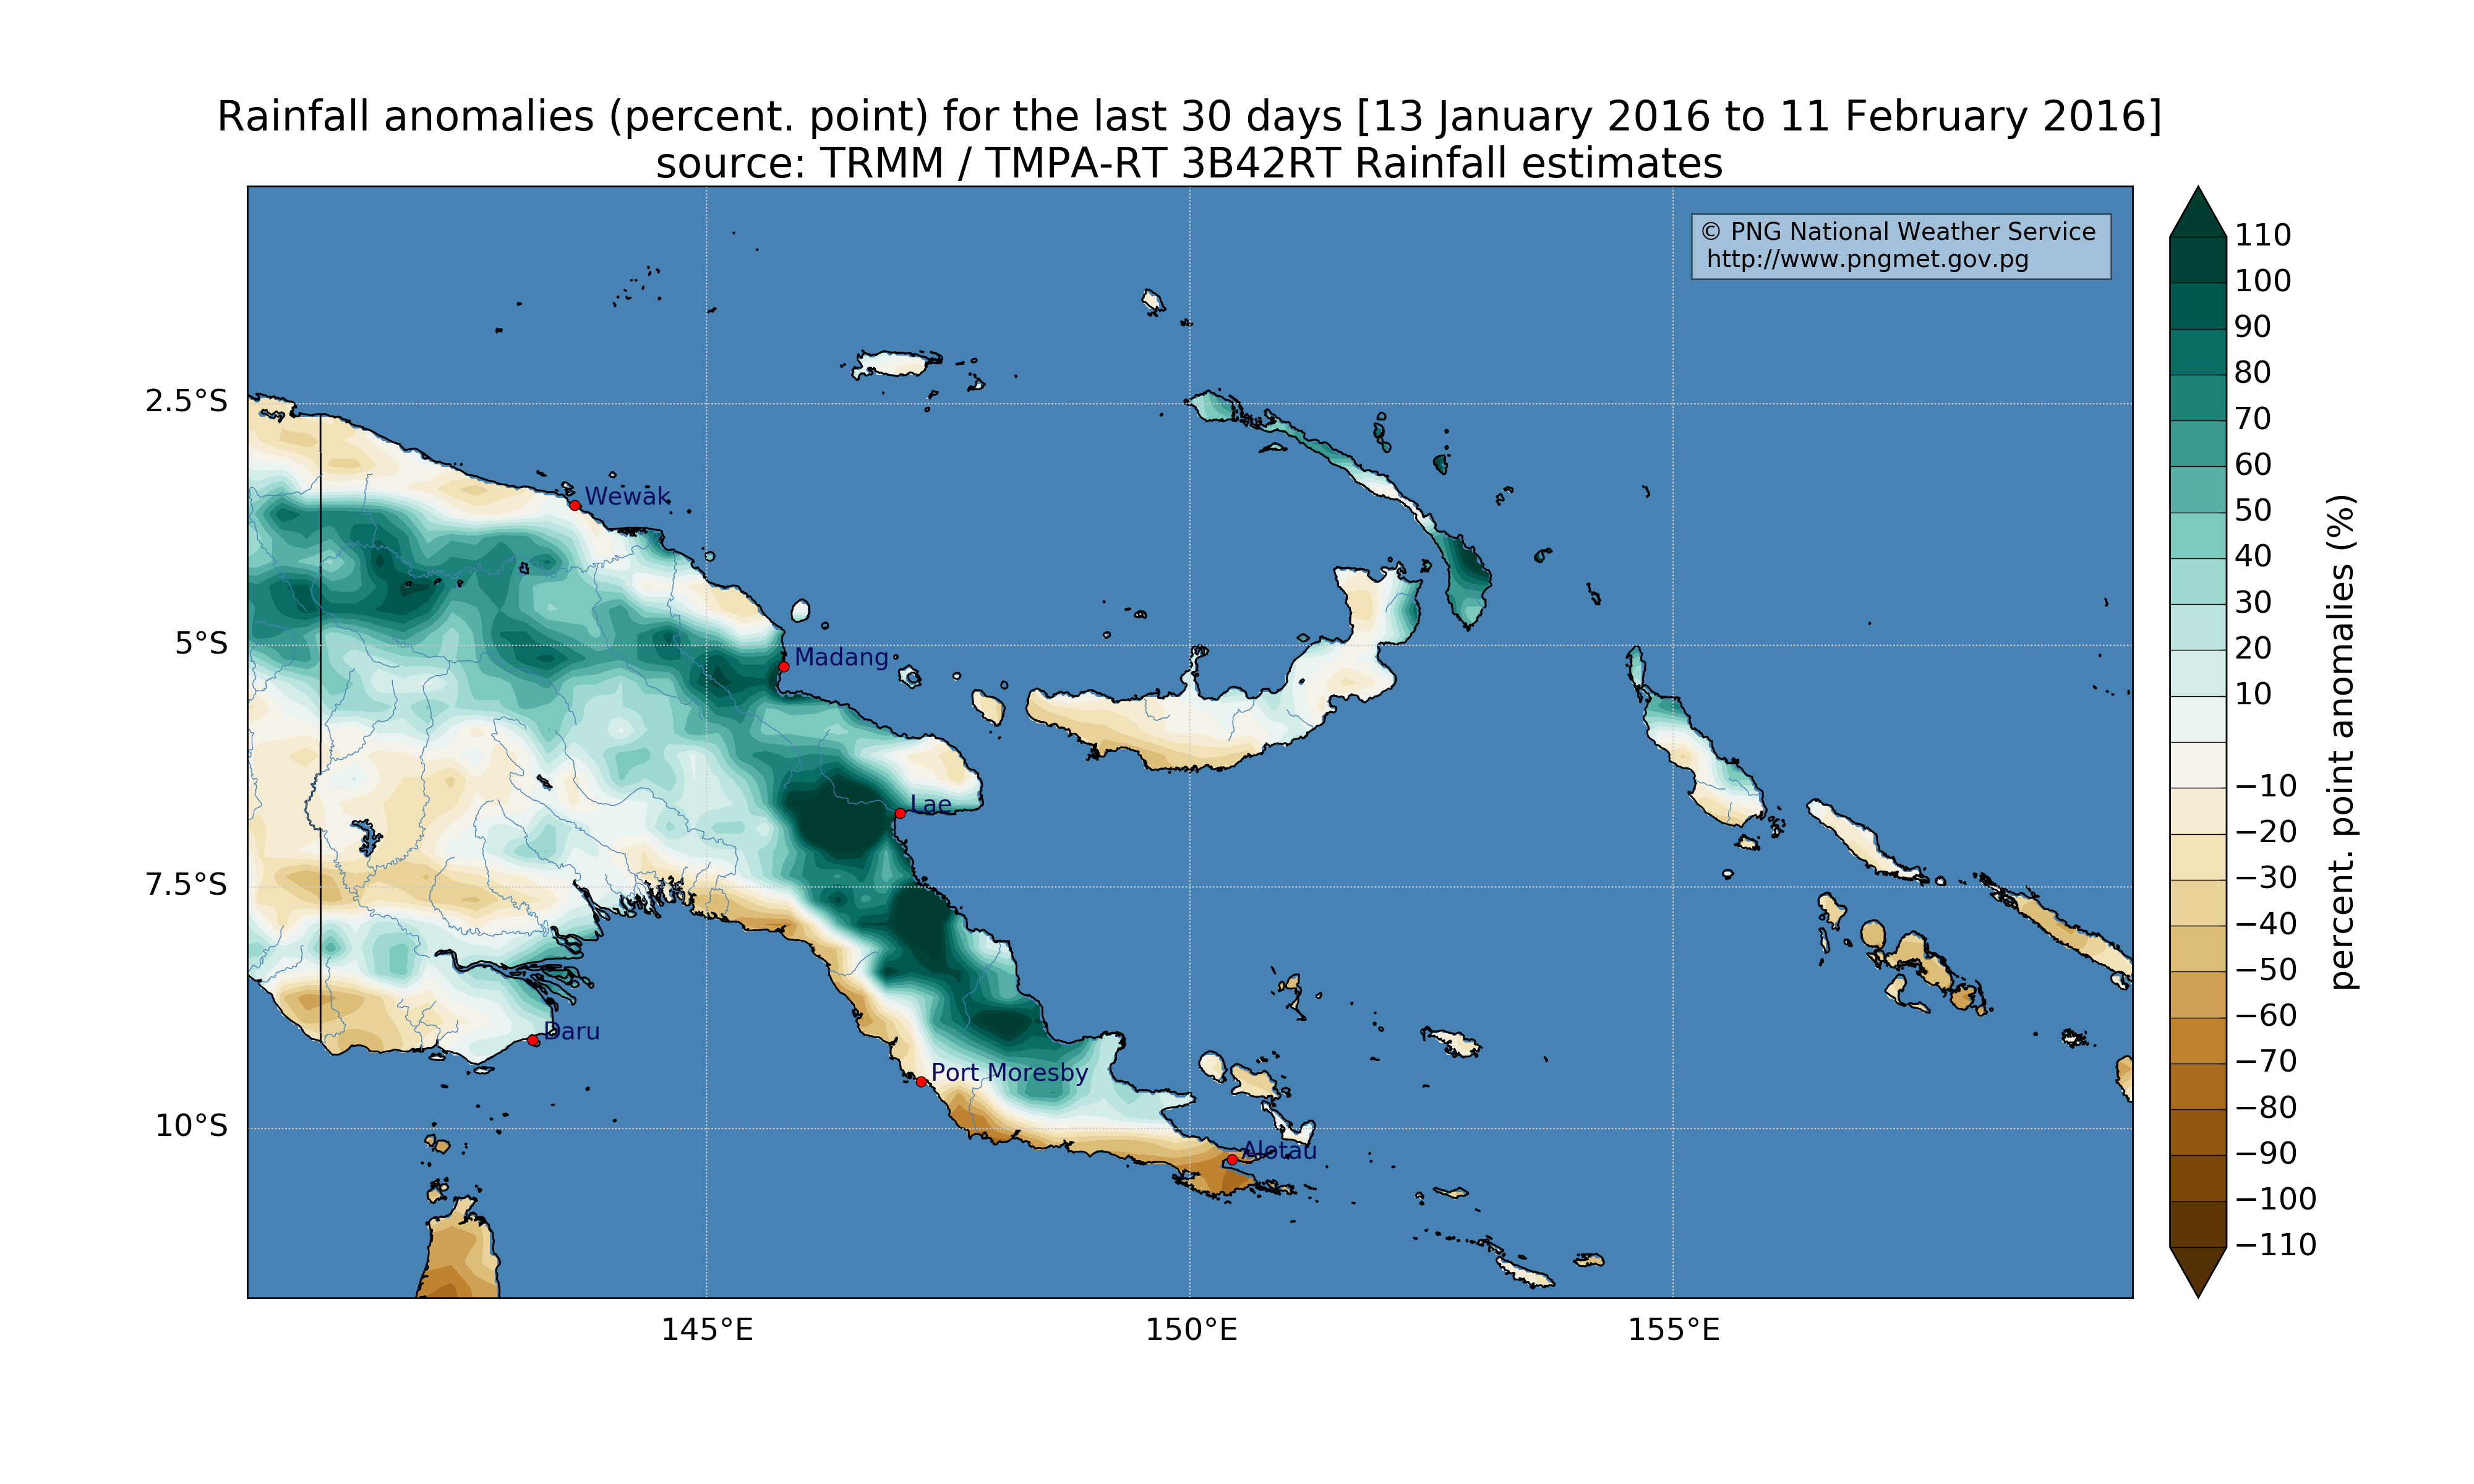 Rainfall anomalies (percent. point) for the last 30 days [13 January 2016 to 11 February 2016]
source: TRMM / TMPA-RT 3B42RT Rainfall estimates
© PNG National Weather Service
http://www.pngmet.gov.pg
2.5°S
5°S
7.5°S
10°S
145°E
150°E
155°E
Wewak
Madang
Lae
Daru
Port Moresby
Alotau
110
100
90
80
70
60
50
40
30
20
10
−10
−20
−30
−40
−50
−60
−70
−80
−90
−100
−110
percent. point anomalies (%)